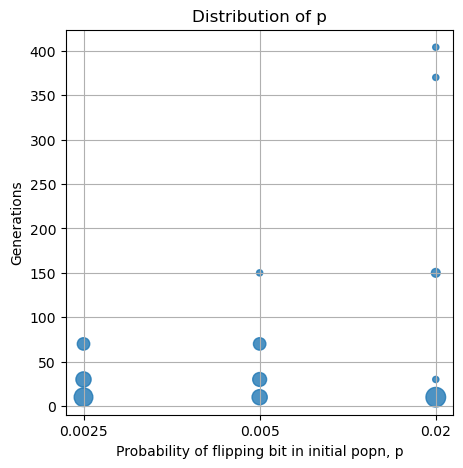 Distribution of p
400
350
300
250
200
150
100
50
0
Generations
0.0025 0.005 0.02
Probability of flipping bit in initial popn, p